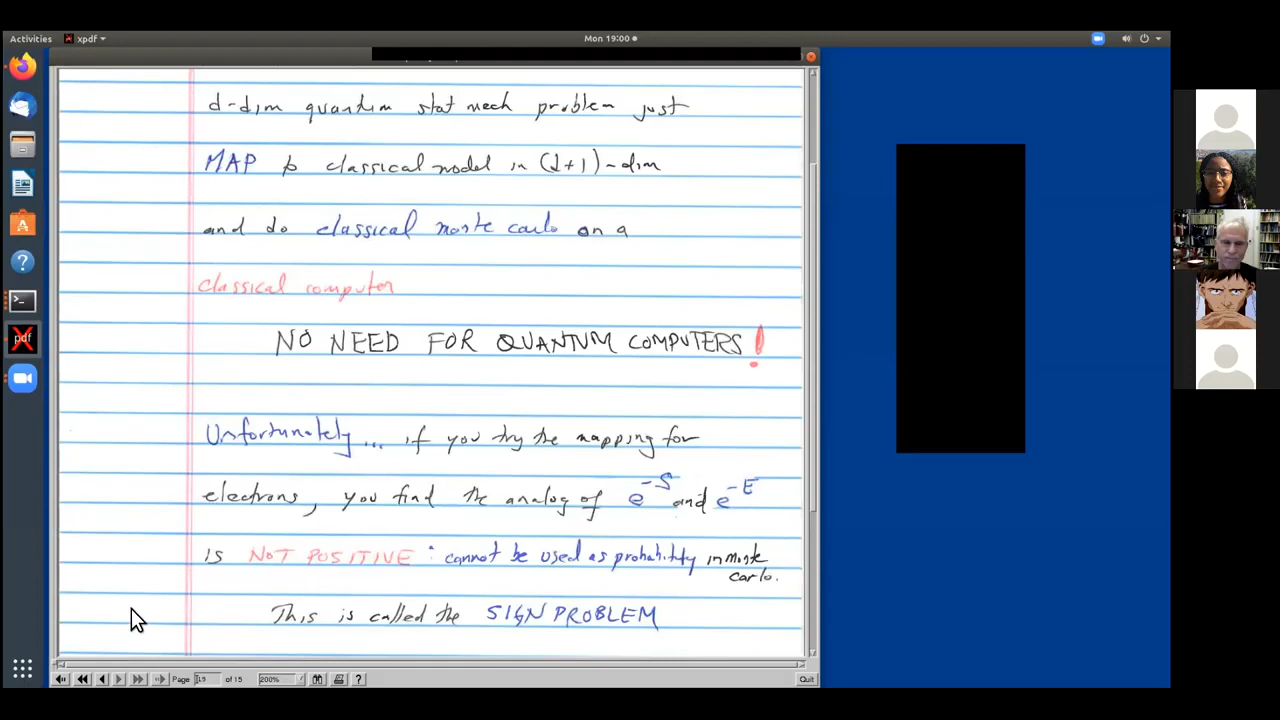 Activities xpdf Mon 19:00
d-dim quantum stat mech problem just
MAP to classical model in (d+1)-dim
and do classical monte carlo on a
classical computer
NO NEED FOR QUANTUM COMPUTERS!
Unfortunately... if you try the mapping for
electrons, you find the analog of e^-S and e^-E
is NOT POSITIVE : cannot be used as probability in monte
carlo.
This is called the SIGN PROBLEM
pdf
Page 19 of 15 200% ? Quit